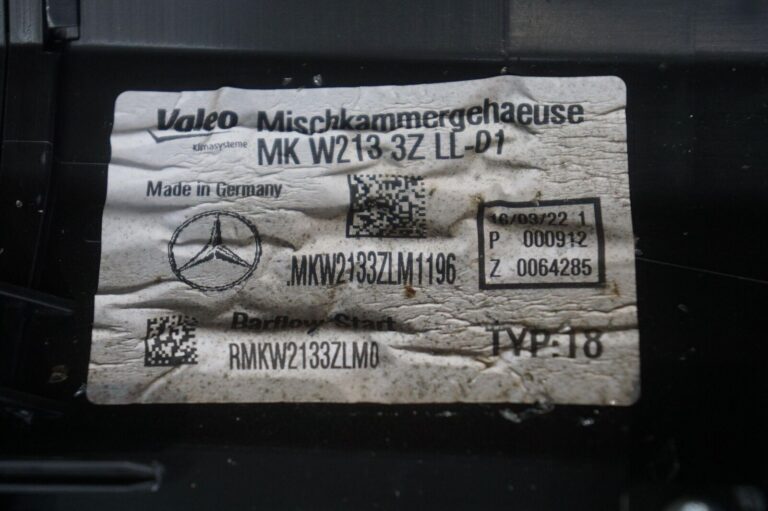 Valeo
Klimasysteme
Mischkammergehaeuse
MK W213 3Z LL-D1
Made in Germany
16/09/22 1
P 000912
Z 0064285
.MKW2133ZLM1196
Barflow Start
RMKW2133ZLM0
TYP:18